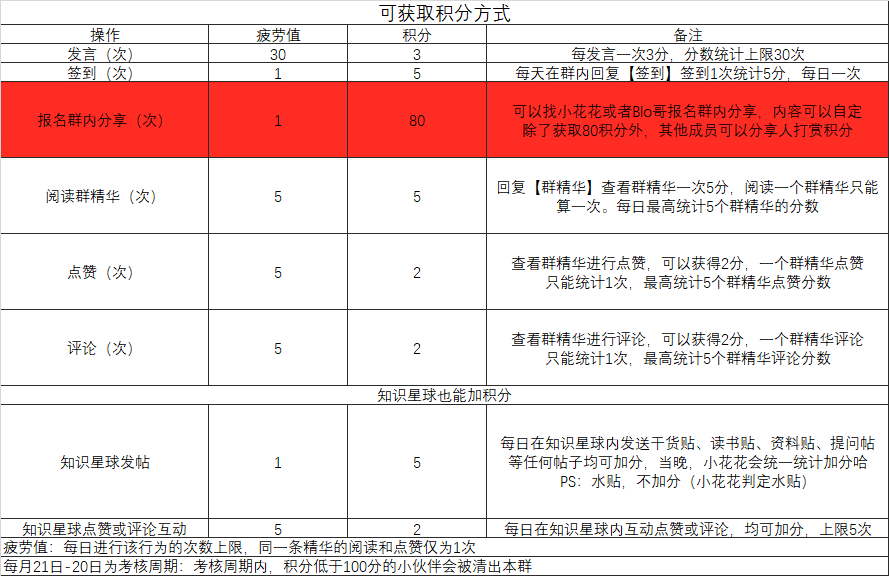 可获取积分方式
操作 疲劳值 积分 备注
发言（次） 30 3 每发言一次3分，分数统计上限30次
签到（次） 1 5 每天在群内回复【签到】签到1次统计5分，每日一次
报名群内分享（次） 1 80 可以找小花花或者Blo哥报名群内分享，内容可以自定
除了获取80积分外，其他成员可以分享人打赏积分
阅读群精华（次） 5 5 回复【群精华】查看群精华一次5分，阅读一个群精华只能
算一次。每日最高统计5个群精华的分数
点赞（次） 5 2 查看群精华进行点赞，可以获得2分，一个群精华点赞
只能统计1次，最高统计5个群精华点赞分数
评论（次） 5 2 查看群精华进行评论，可以获得2分，一个群精华评论
只能统计1次，最高统计5个群精华评论分数
知识星球也能加积分
知识星球发帖 1 5 每日在知识星球内发送干货贴、读书贴、资料贴、提问帖
等任何帖子均可加分，当晚，小花花会统一统计加分哈
PS：水贴，不加分（小花花判定水贴）
知识星球点赞或评论互动 5 2 每日在知识星球内互动点赞或评论，均可加分，上限5次
疲劳值：每日进行该行为的次数上限，同一条精华的阅读和点赞仅为1次
每月21日-20日为考核周期：考核周期内，积分低于100分的小伙伴会被清出本群